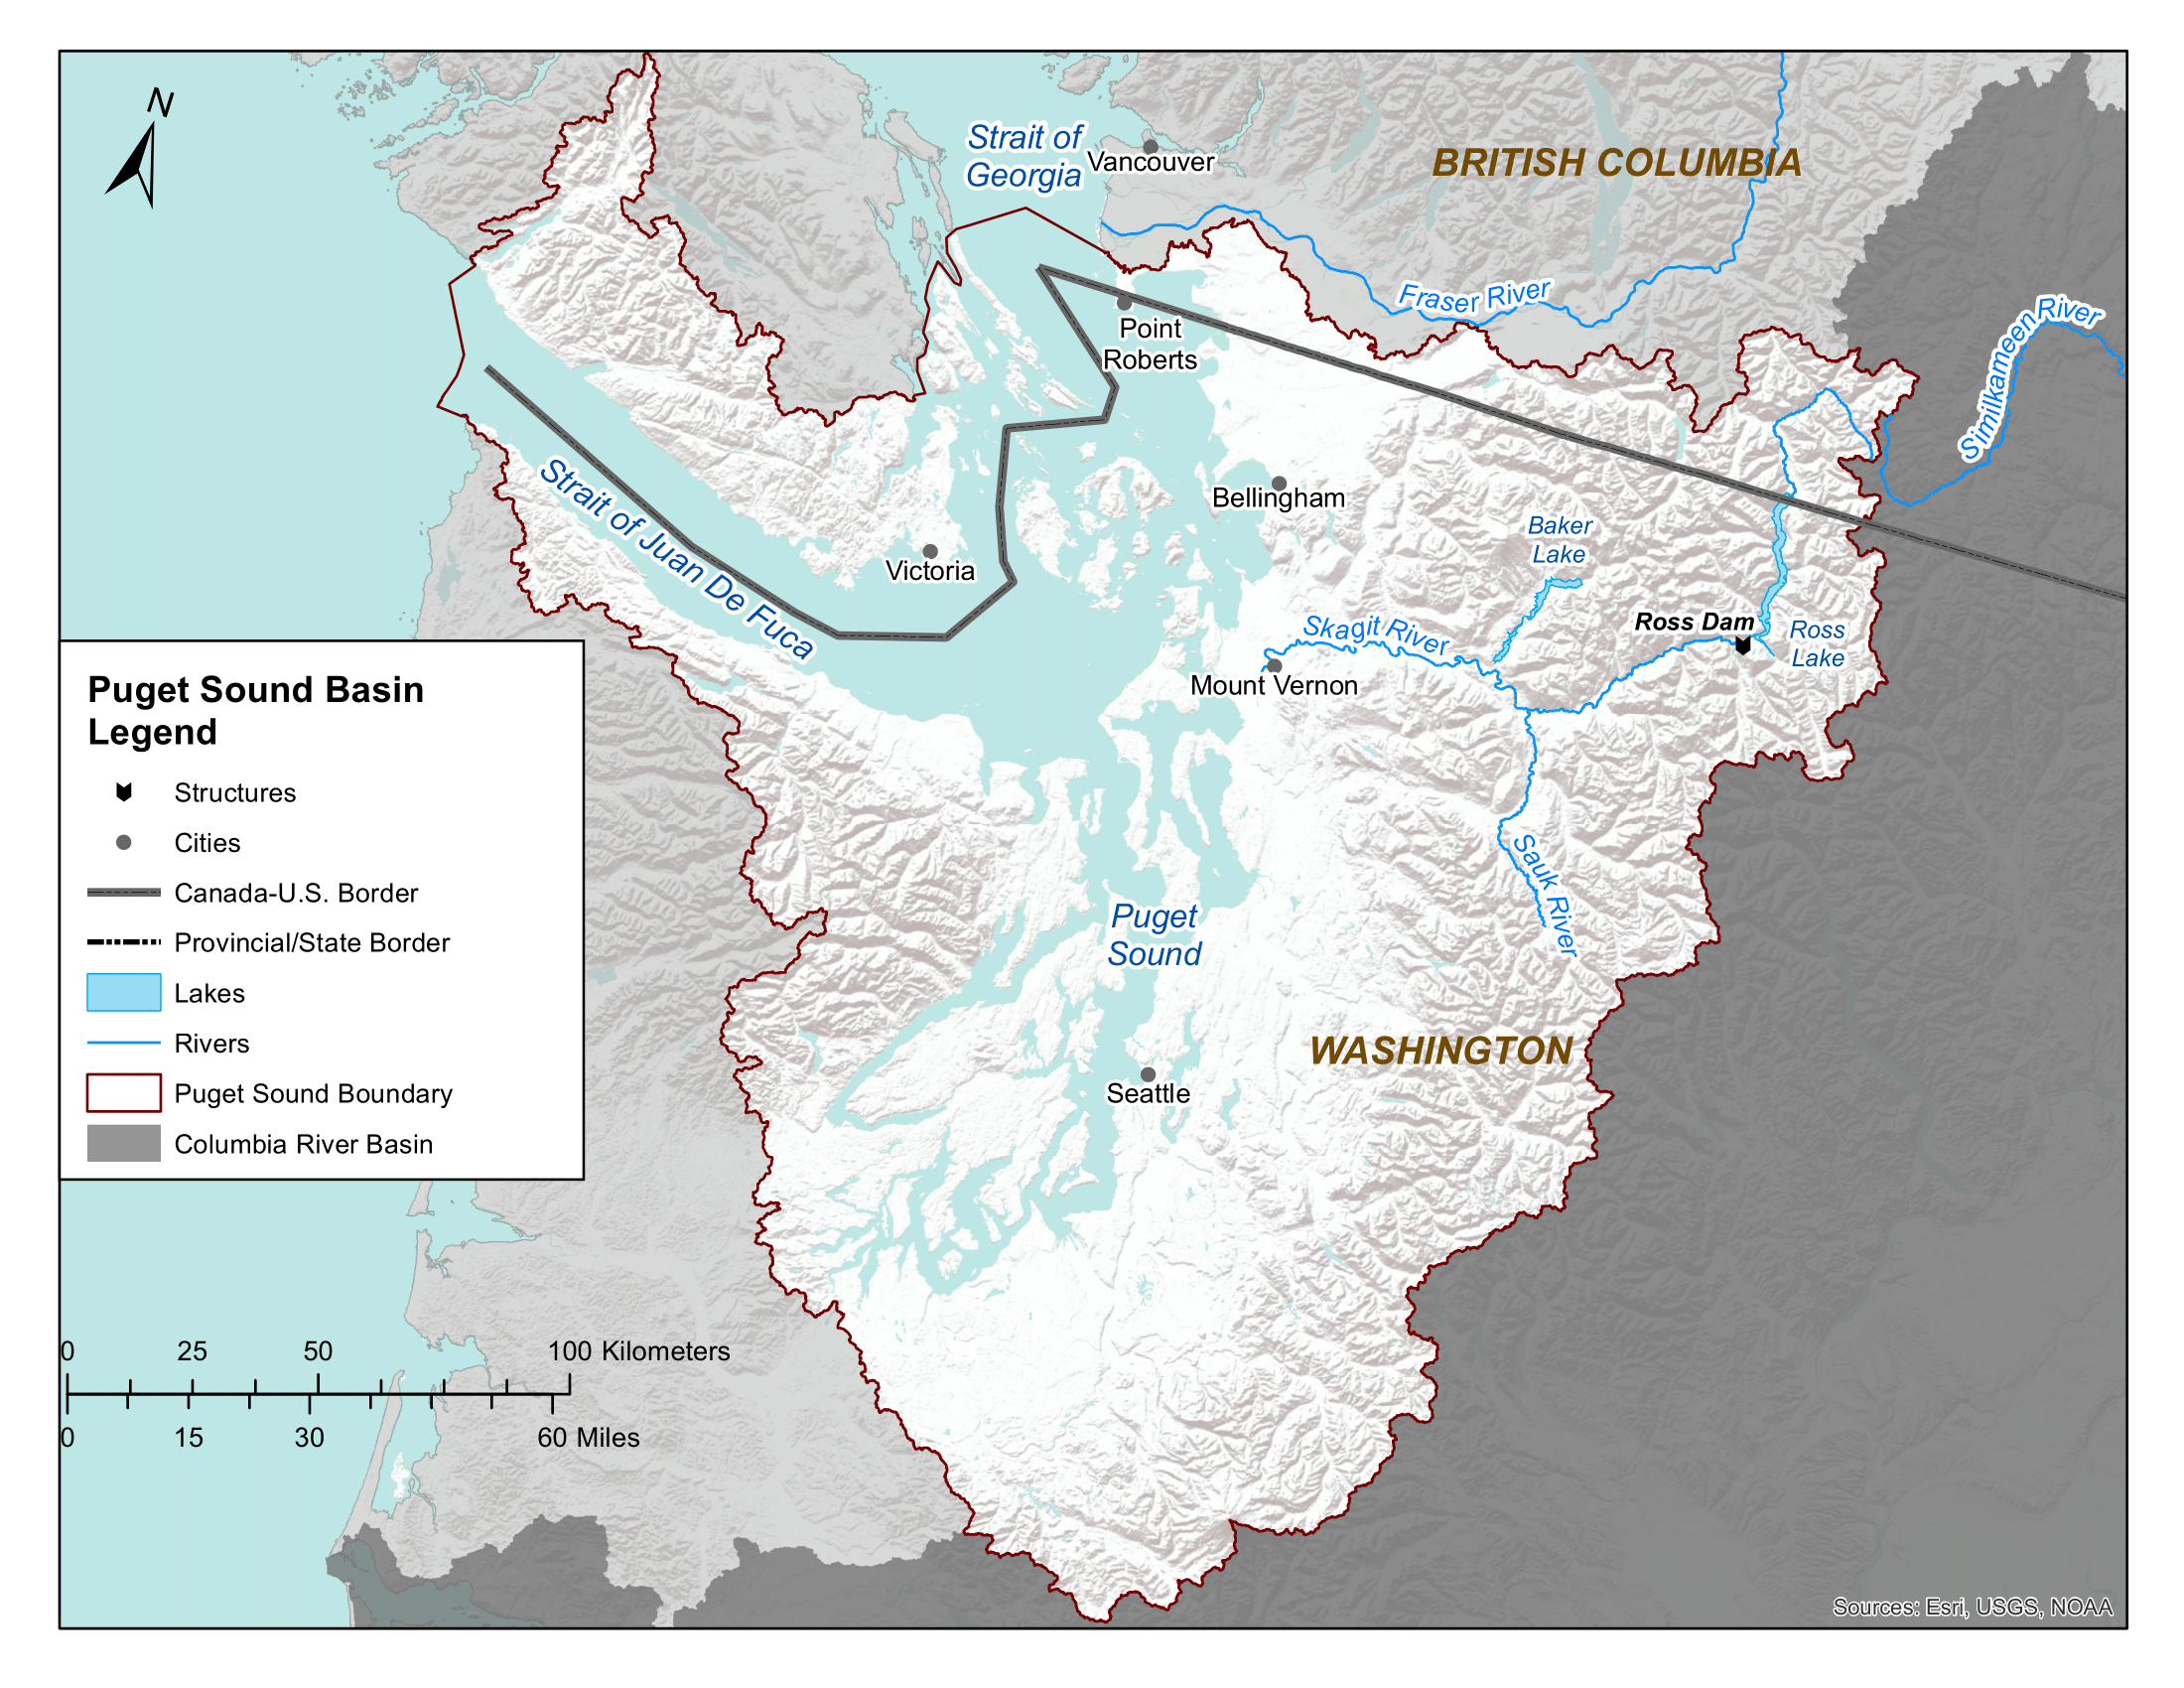 N
Strait of
Georgia
Vancouver
BRITISH COLUMBIA
Fraser River
Point
Roberts
Similkameen River
Strait of Juan De Fuca
Bellingham
Baker
Lake
Victoria
Ross Dam
Ross
Lake
Skagit River
Mount Vernon
Sauk River
Puget
Sound
WASHINGTON
Seattle
Puget Sound Basin
Legend
Structures
Cities
Canada-U.S. Border
Provincial/State Border
Lakes
Rivers
Puget Sound Boundary
Columbia River Basin
0 25 50 100 Kilometers
0 15 30 60 Miles
Sources: Esri, USGS, NOAA